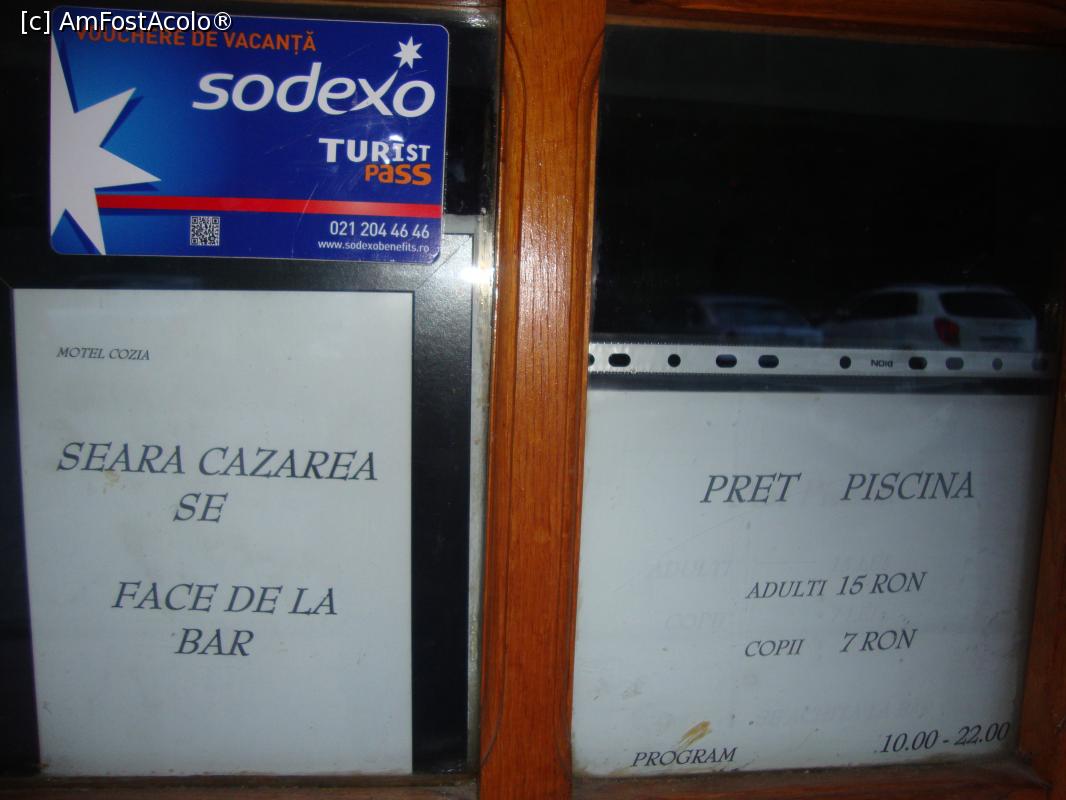 [c] AmFostAcolo®
VOUCHERE DE VACANȚĂ
sodexo
TURIST
PASS
021 204 46 46
www.sodexobenefits.ro
MOTEL COZIA
SEARA CAZAREA
SE
FACE DE LA
BAR
NOKI
PRET PISCINA
ADULTI 15 RON
COPII 7 RON
PROGRAM 10.00 - 22.00